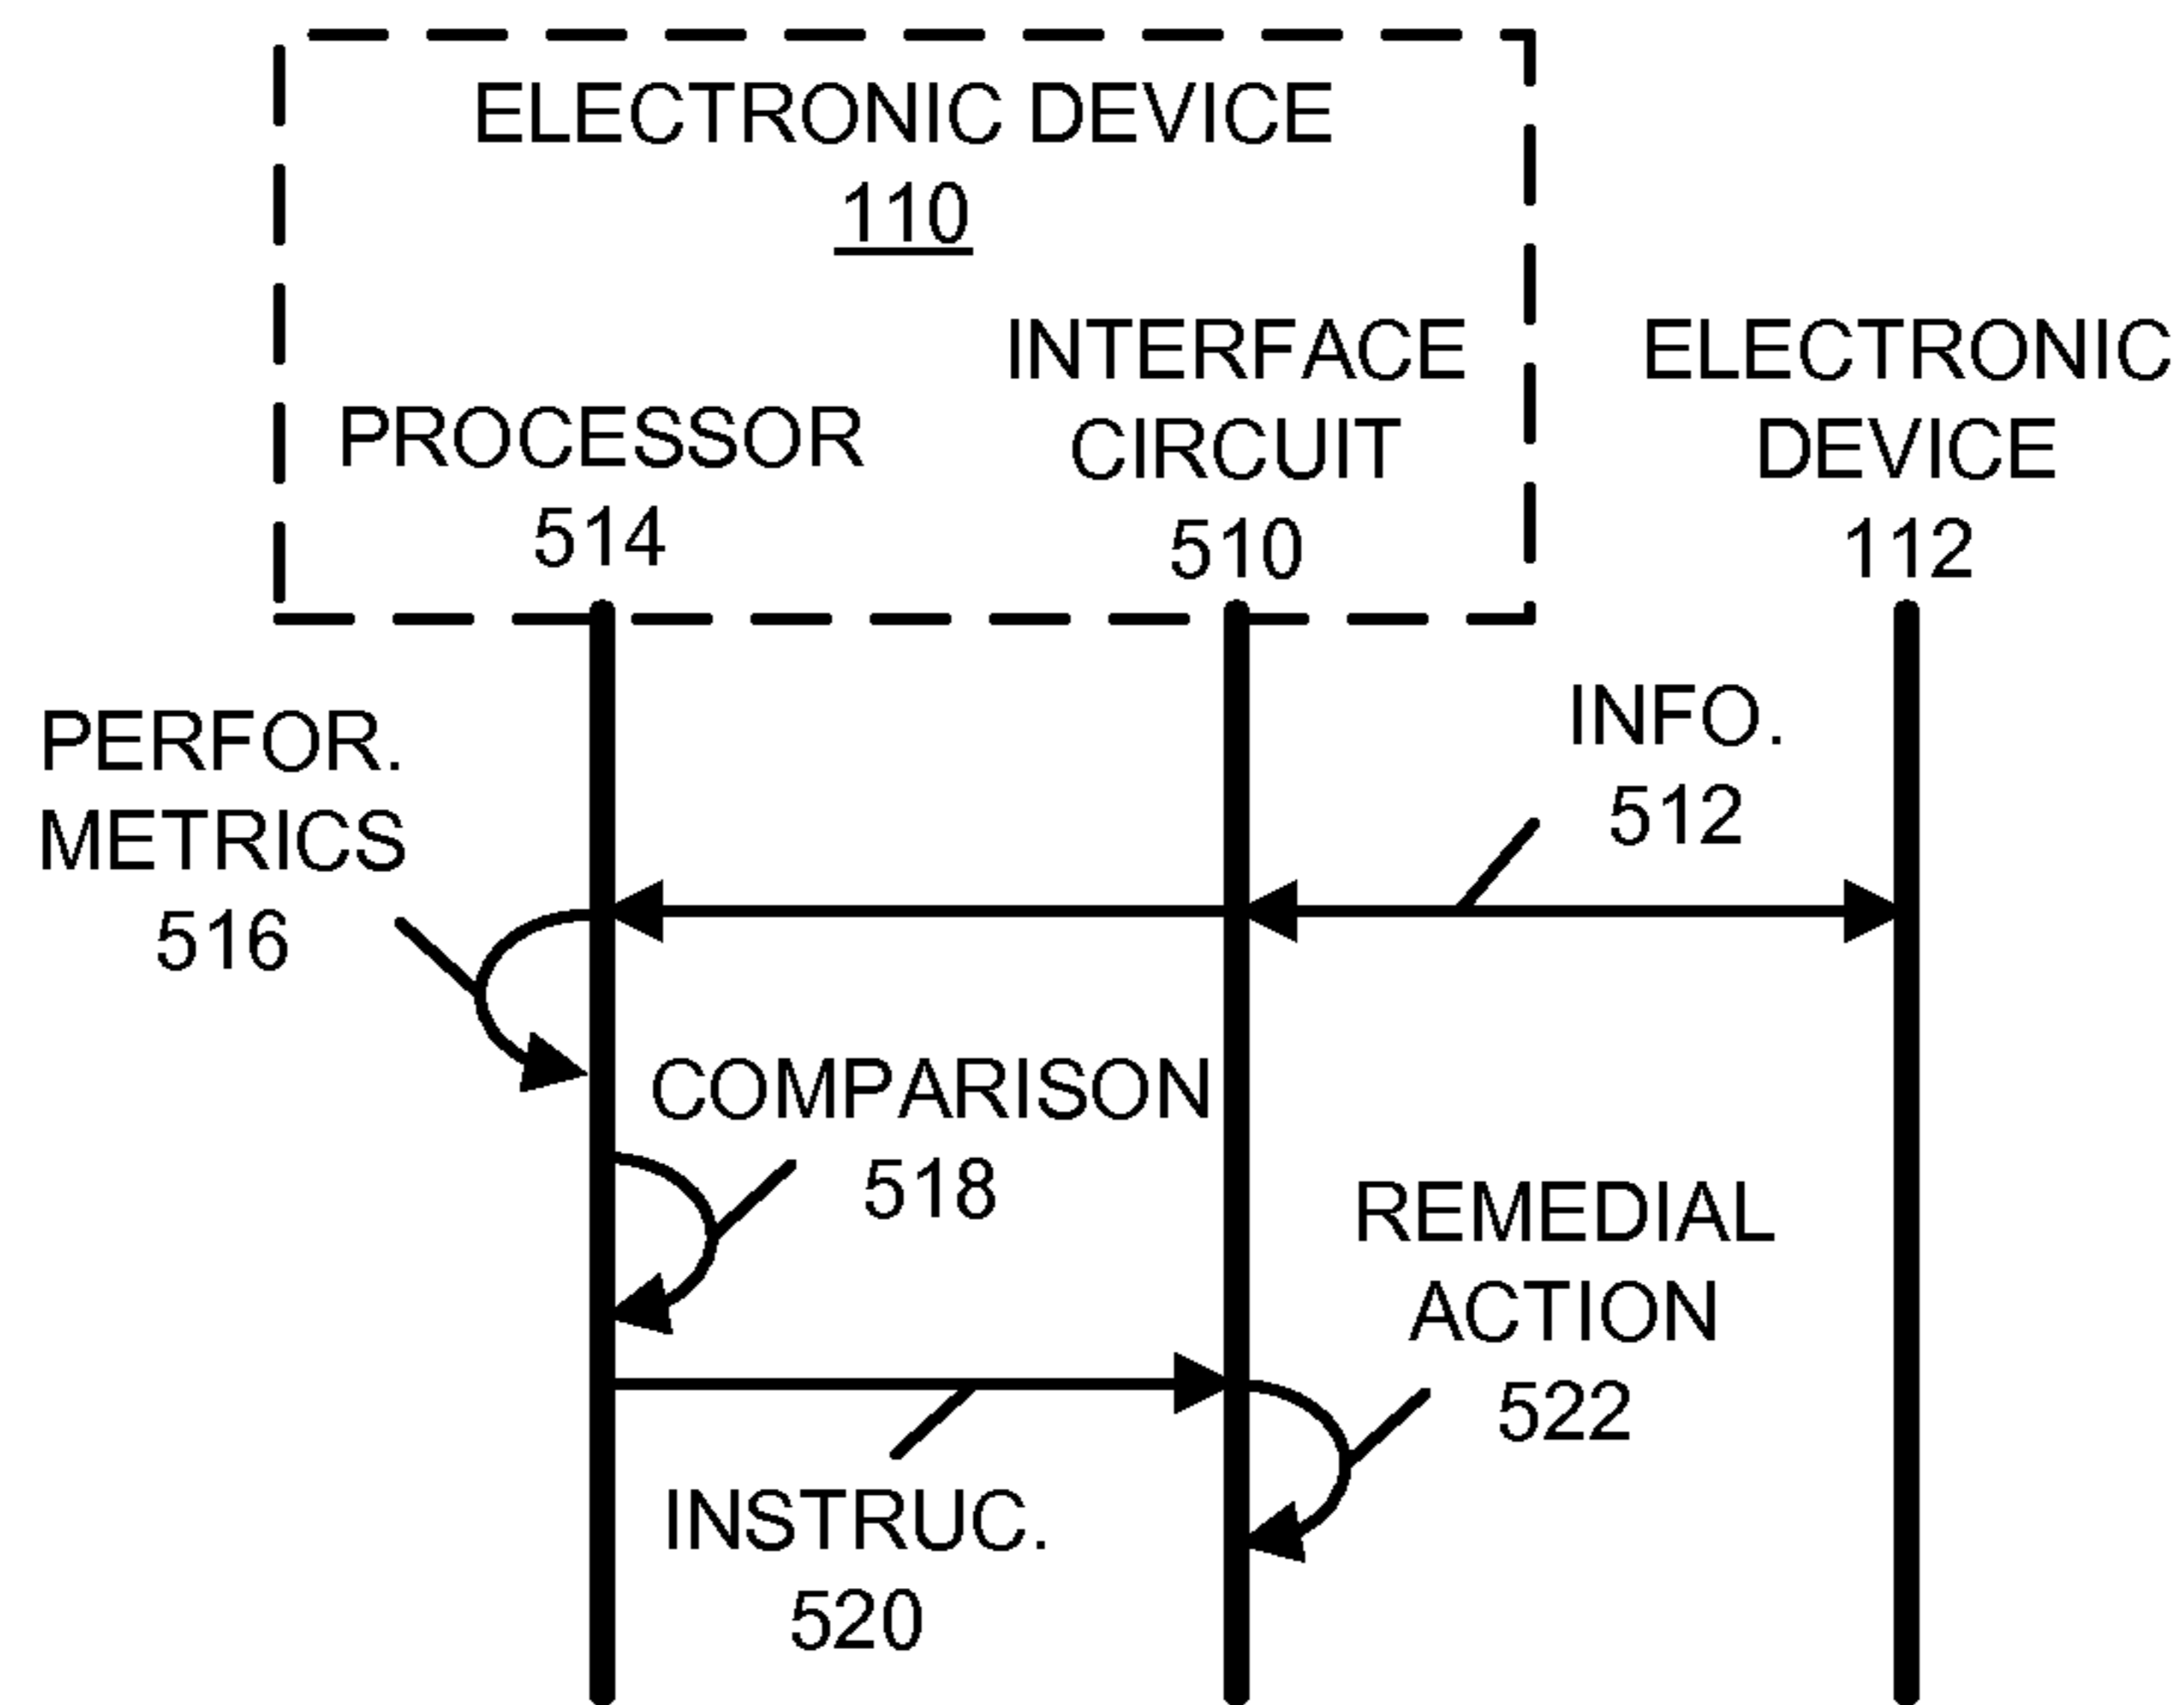 ELECTRONIC DEVICE
110
PROCESSOR
514
INTERFACE
CIRCUIT
510
ELECTRONIC
DEVICE
112
INFO.
512
PERFOR.
METRICS
516
COMPARISON
518
REMEDIAL
ACTION
522
INSTRUC.
520